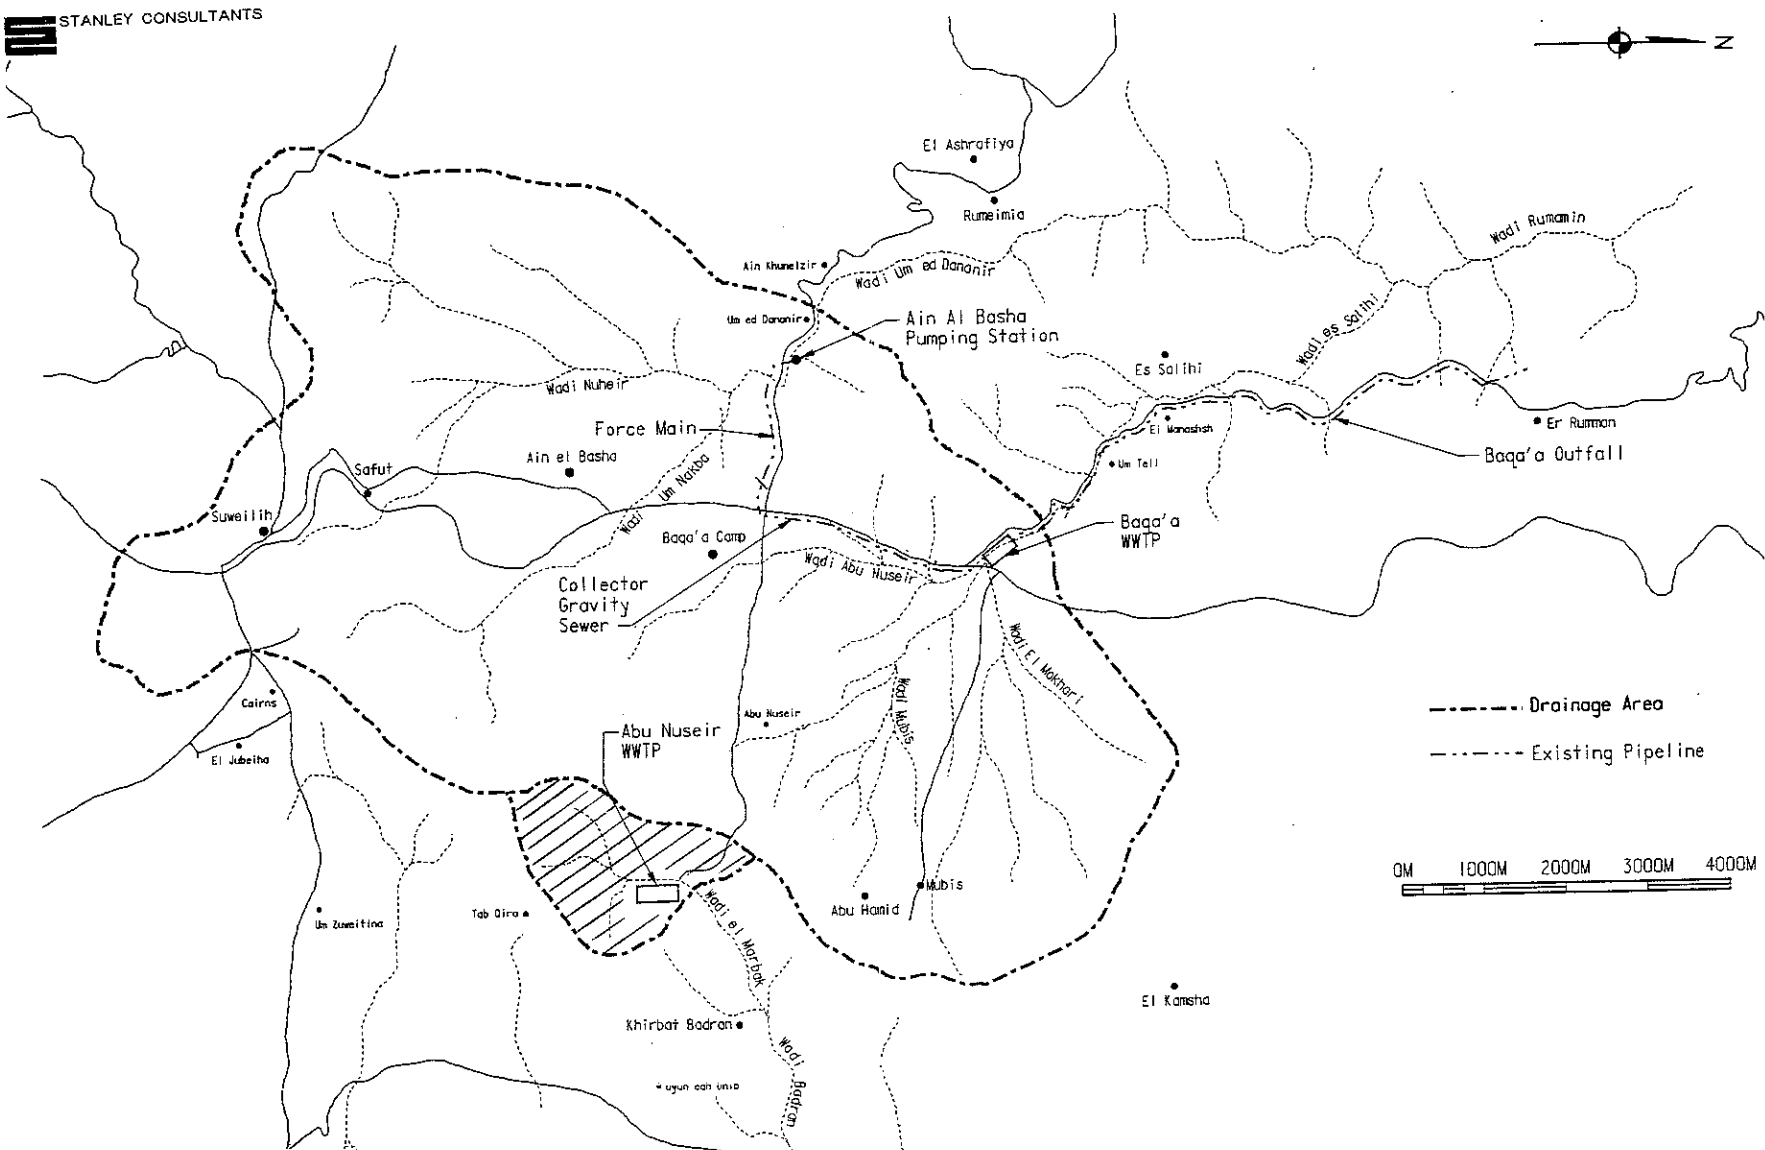 STANLEY CONSULTANTS
N
El Ashrafiya
Rumeimia
Wadi Rumamin
Ain Khunelzir
Wadi Um ed Dananir
Um ed Dananir
Ain Al Basha
Pumping Station
Wadi es Salihi
Es Salihi
Wadi Nuheir
Force Main
El Manashsh
Er Rumman
Ain el Basha
Baqa'a Outfall
Safut
Um Tell
Wadi Um Nakba
Suweilih
Baqa'a
WWTP
Baqa'a Camp
Wadi Abu Nuseir
Collector
Gravity
Sewer
Wadi El Makhari
Wadi Mubis
Cairns
Drainage Area
Abu Nuseir
Abu Nuseir
WWTP
El Jubeiha
Existing Pipeline
0M 1000M 2000M 3000M 4000M
Mubis
Abu Hamid
Tab Qira
Um Zuweitina
Wadi el Marbak
El Kamsha
Khirbat Badran
Wadi Badran